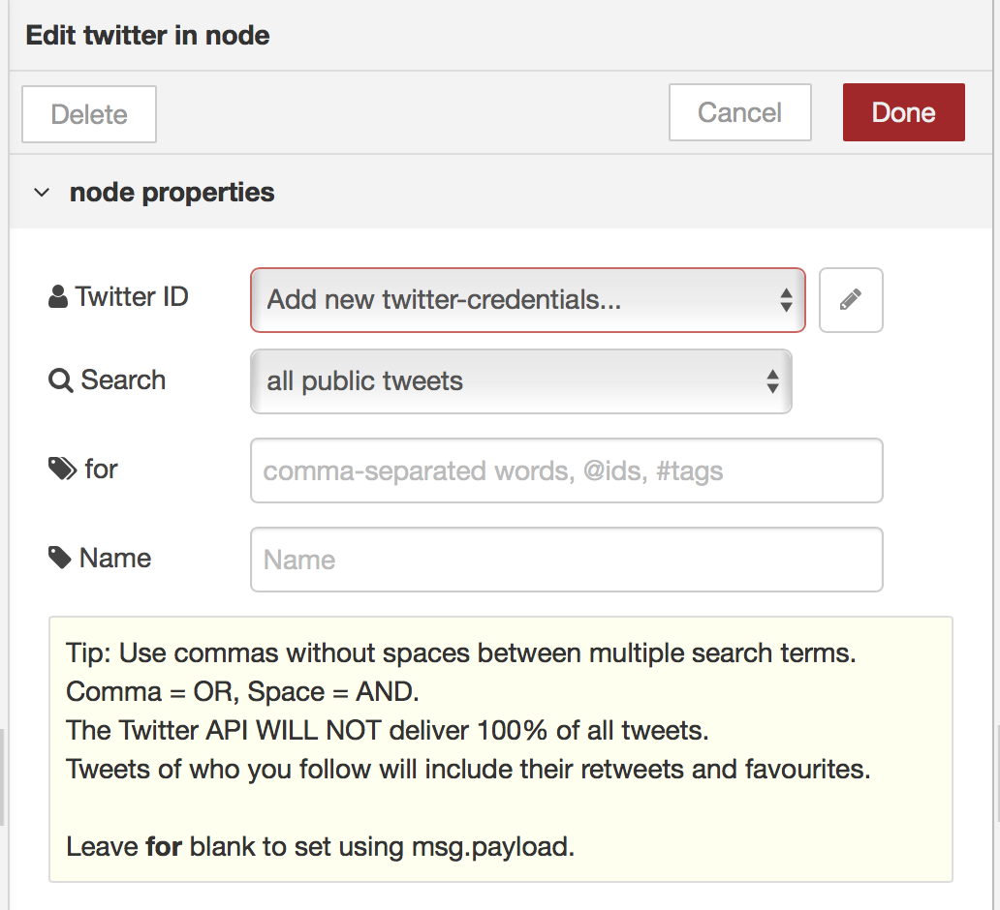 Edit twitter in node
Delete
Cancel
Done
node properties
Twitter ID
Add new twitter-credentials...
Search
all public tweets
for
comma-separated words, @ids, #tags
Name
Name
Tip: Use commas without spaces between multiple search terms.
Comma = OR, Space = AND.
The Twitter API WILL NOT deliver 100% of all tweets.
Tweets of who you follow will include their retweets and favourites.
Leave for blank to set using msg.payload.